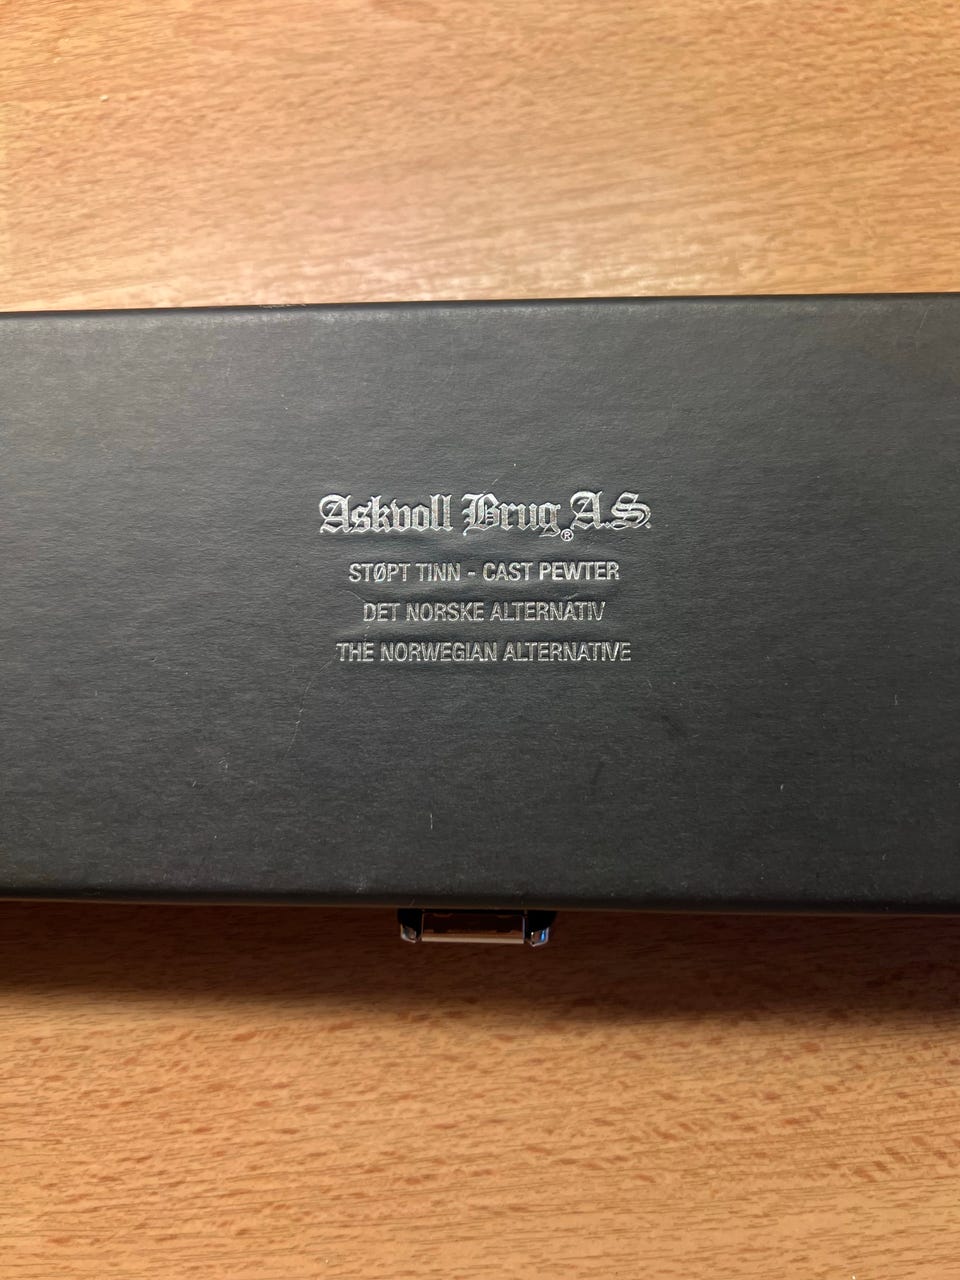 Askvoll Brug® A.S.
STØPT TINN - CAST PEWTER
DET NORSKE ALTERNATIV
THE NORWEGIAN ALTERNATIVE